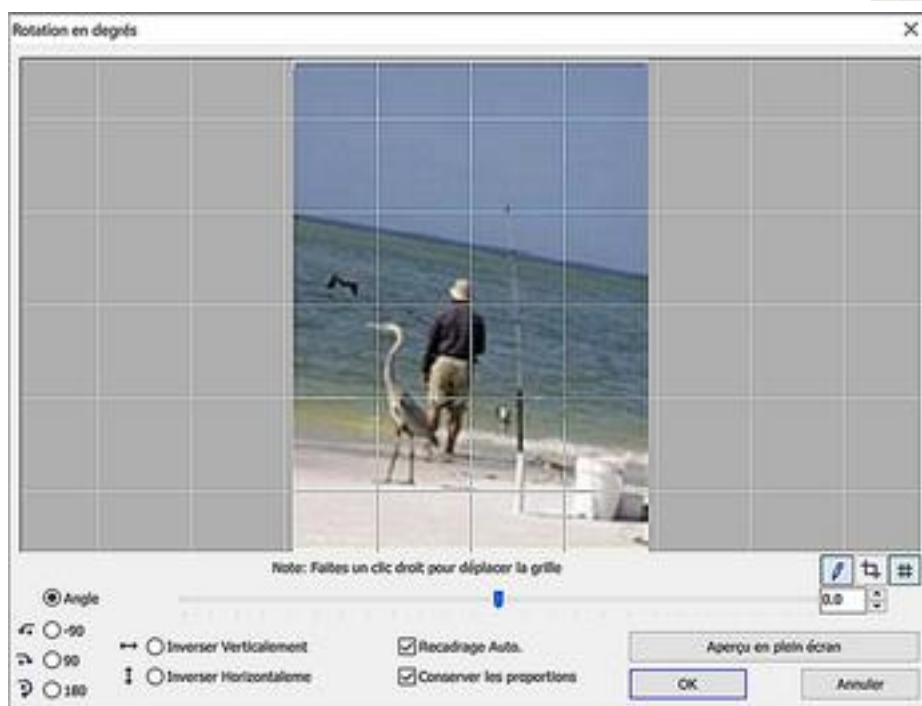 Rotation en degrés
Note: Faites un clic droit pour déplacer la grille
Angle
0.0
-90
90
180
Inverser Verticalement
Inverser Horizontaleme
Recadrage Auto.
Conserver les proportions
Aperçu en plein écran
OK
Annuler